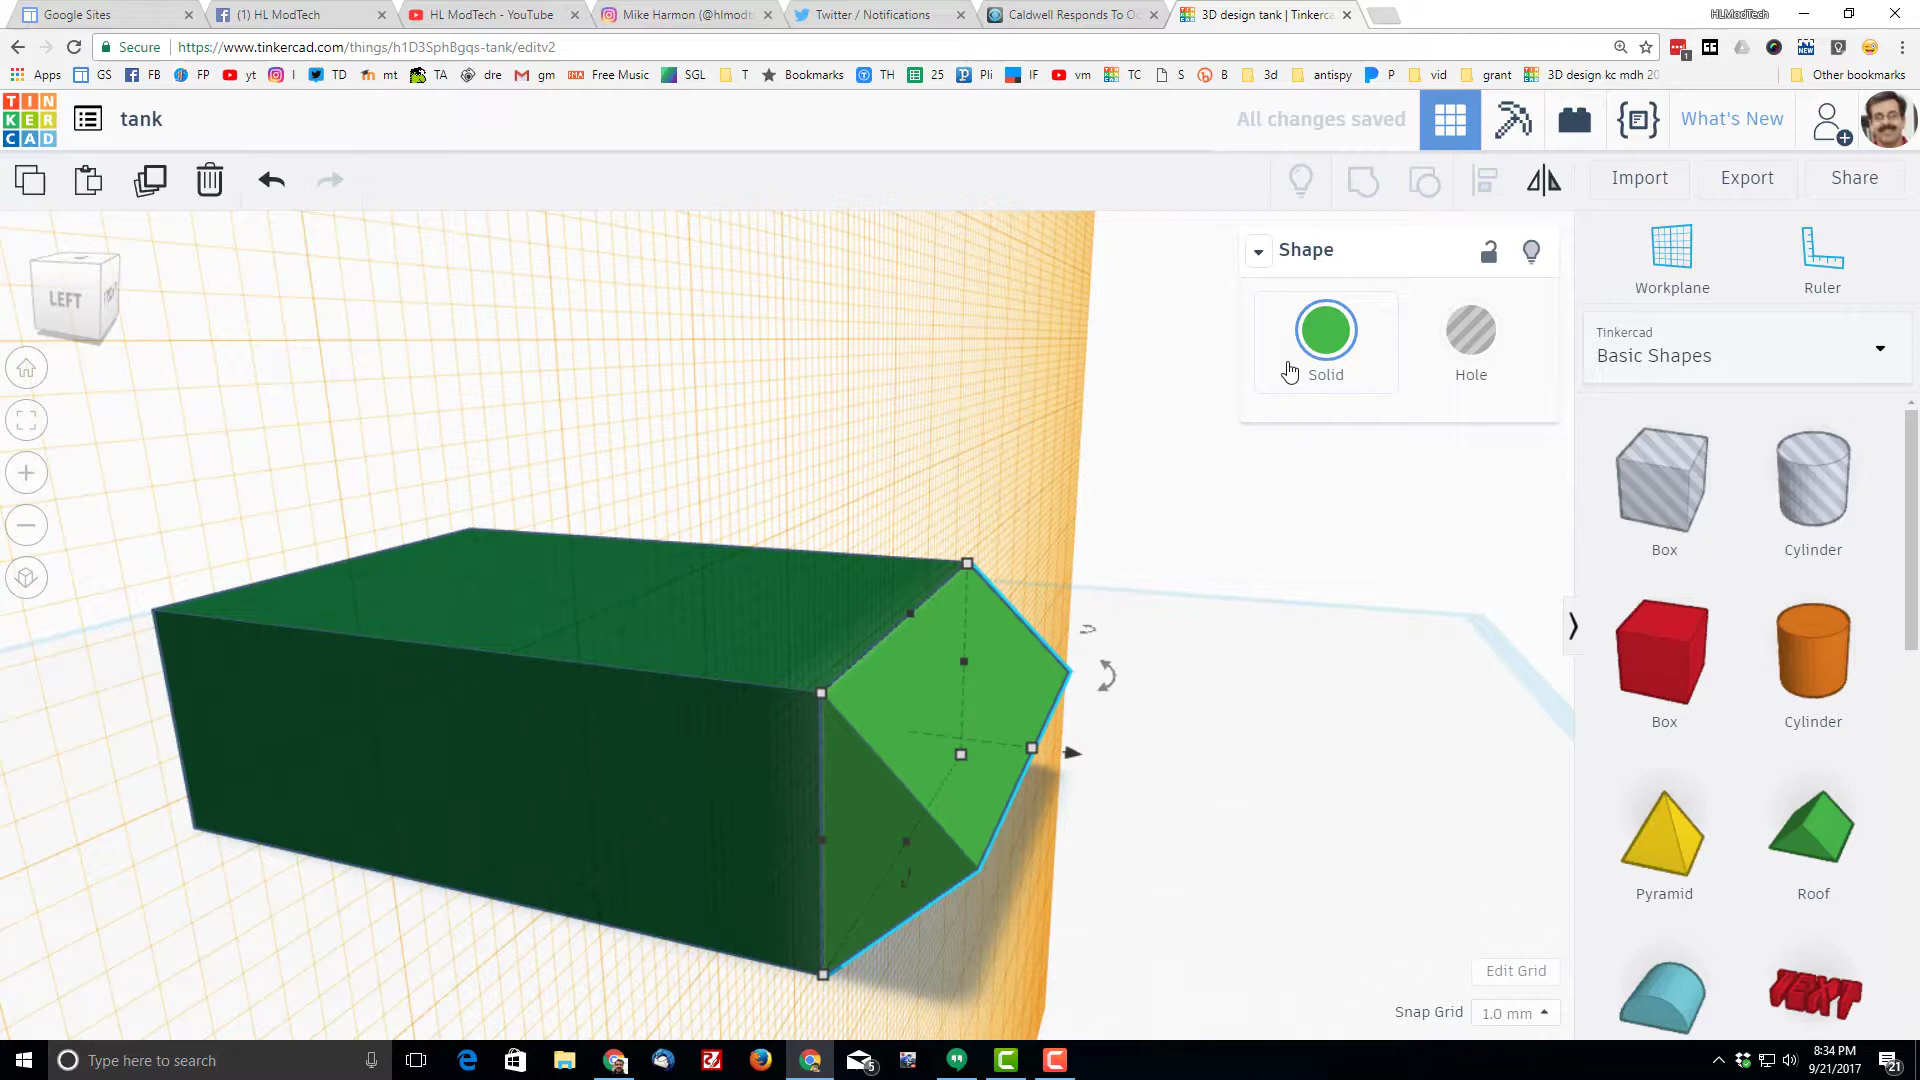 Google Sites
(1) HL ModTech
HL ModTech - YouTube
Mike Harmon (@hlmodt
Twitter / Notifications
Caldwell Responds To Oc
3D design tank | Tinkerca
HLModTech
Secure
https://www.tinkercad.com/things/h1D3SphBgqs-tank/editv2
Apps GS FB FP yt I TD mt TA dre gm Free Music SGL T Bookmarks TH 25 Pli IF vm TC S B 3d antispy P vid grant 3D design kc mdh 20 Other bookmarks
TIN
KER
CAD
tank
All changes saved
What's New
Import
Export
Share
LEFT
Shape
Solid
Hole
Workplane
Ruler
Tinkercad
Basic Shapes
Box
Cylinder
Box
Cylinder
Pyramid
Roof
TEXT
Edit Grid
Snap Grid
1.0 mm
Type here to search
5
8:34 PM
9/21/2017
21